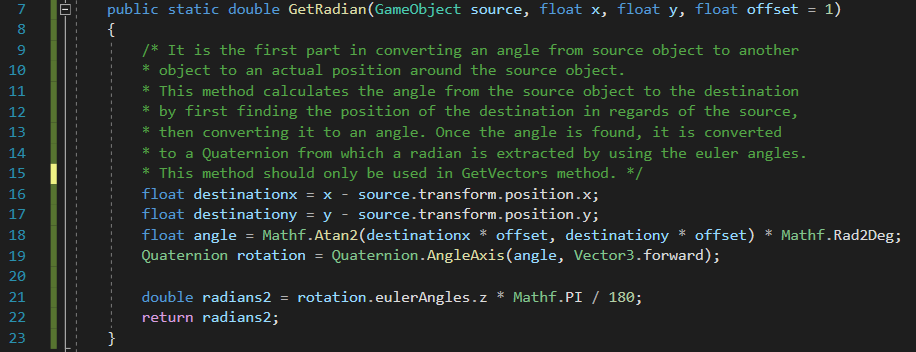 7 public static double GetRadian(GameObject source, float x, float y, float offset = 1)
8 {
9 /* It is the first part in converting an angle from source object to another
10 * object to an actual position around the source object.
11 * This method calculates the angle from the source object to the destination
12 * by first finding the position of the destination in regards of the source,
13 * then converting it to an angle. Once the angle is found, it is converted
14 * to a Quaternion from which a radian is extracted by using the euler angles.
15 * This method should only be used in GetVectors method. */
16 float destinationx = x - source.transform.position.x;
17 float destinationy = y - source.transform.position.y;
18 float angle = Mathf.Atan2(destinationx * offset, destinationy * offset) * Mathf.Rad2Deg;
19 Quaternion rotation = Quaternion.AngleAxis(angle, Vector3.forward);
20
21 double radians2 = rotation.eulerAngles.z * Mathf.PI / 180;
22 return radians2;
23 }